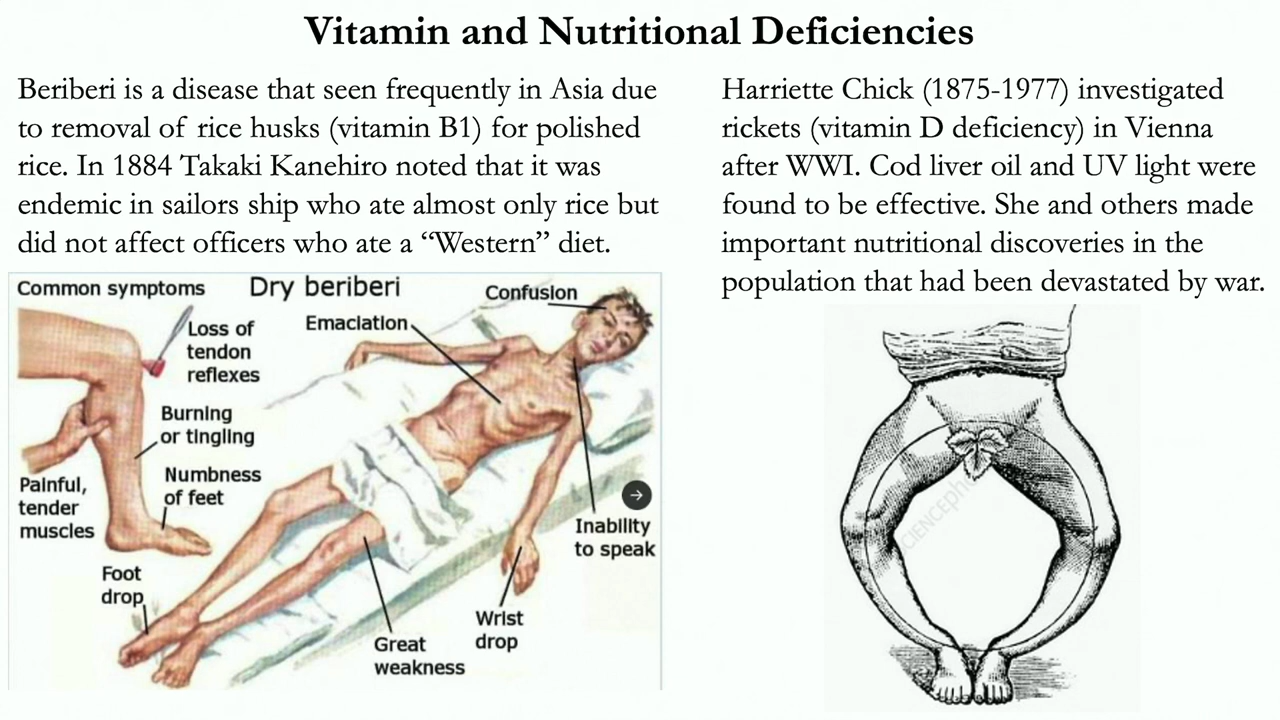 Vitamin and Nutritional Deficiencies
Beriberi is a disease that seen frequently in Asia due
to removal of rice husks (vitamin B1) for polished
rice. In 1884 Takaki Kanehiro noted that it was
endemic in sailors ship who ate almost only rice but
did not affect officers who ate a “Western” diet.
Harriette Chick (1875-1977) investigated
rickets (vitamin D deficiency) in Vienna
after WWI. Cod liver oil and UV light were
found to be effective. She and others made
important nutritional discoveries in the
population that had been devastated by war.
Common symptoms
Dry beriberi
Confusion
Emaciation
Loss of
tendon
reflexes
Burning
or tingling
Numbness
of feet
Painful,
tender
muscles
Foot
drop
Great
weakness
Wrist
drop
Inability
to speak